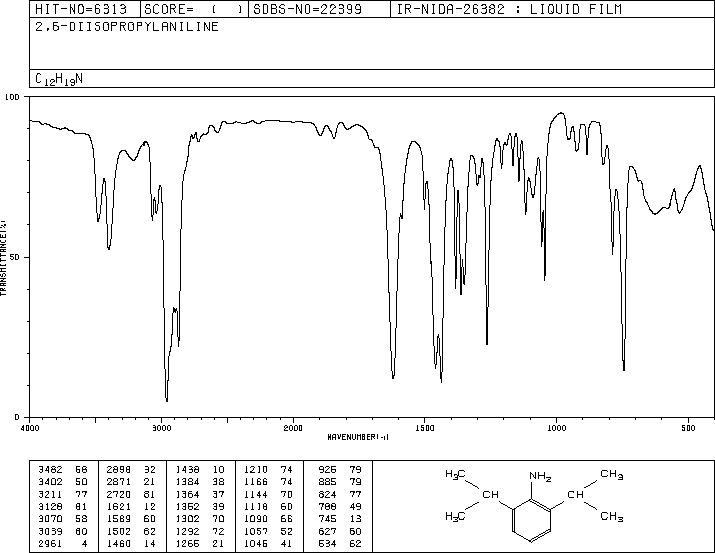 HIT-NO=6313 SCORE= ( ) SDBS-NO=22399 IR-NIDA-26382 : LIQUID FILM
2,6-DIISOPROPYLANILINE
C12H19N
100
50
0
TRANSMITTANCE(%)
4000 3000 2000 1500 1000 500
WAVENUMBER(-1)
3482 58 2898 32 1438 10 1210 74 925 79
3402 50 2871 21 1384 38 1166 74 885 79
3211 77 2720 81 1364 37 1144 70 824 77
3128 81 1621 12 1352 39 1118 60 788 49
3070 58 1589 60 1302 70 1090 66 745 13
3039 60 1502 62 1292 72 1057 52 627 60
2961 4 1460 14 1265 21 1046 41 534 62
H3C NH2 CH3
CH CH
H3C CH3